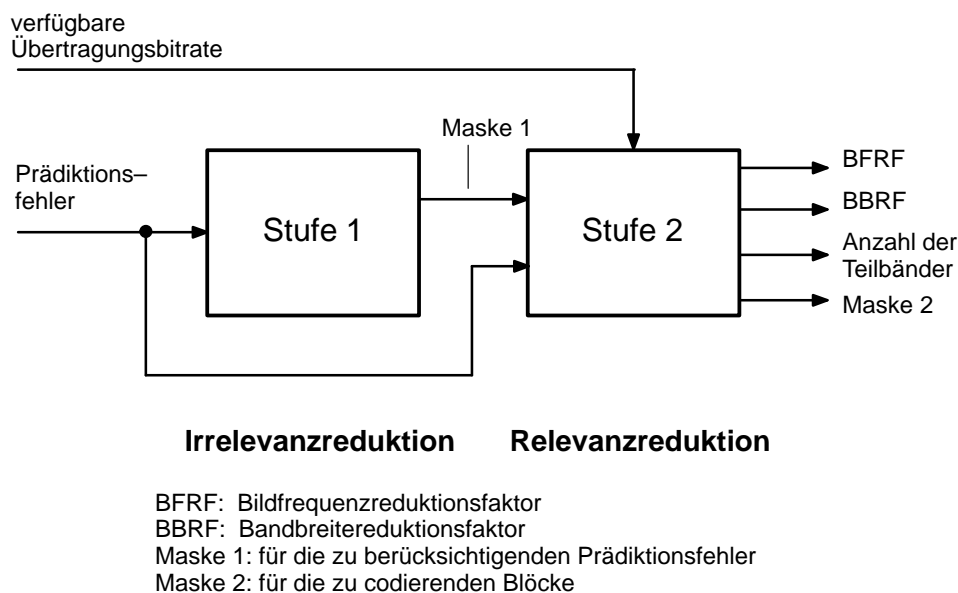 verfügbare
Übertragungsbitrate
Maske 1
Prädiktions–
fehler
Stufe 1
Stufe 2
BFRF
BBRF
Anzahl der
Teilbänder
Maske 2
Irrelevanzreduktion Relevanzreduktion
BFRF: Bildfrequenzreduktionsfaktor
BBRF: Bandbreitereduktionsfaktor
Maske 1: für die zu berücksichtigenden Prädiktionsfehler
Maske 2: für die zu codierenden Blöcke